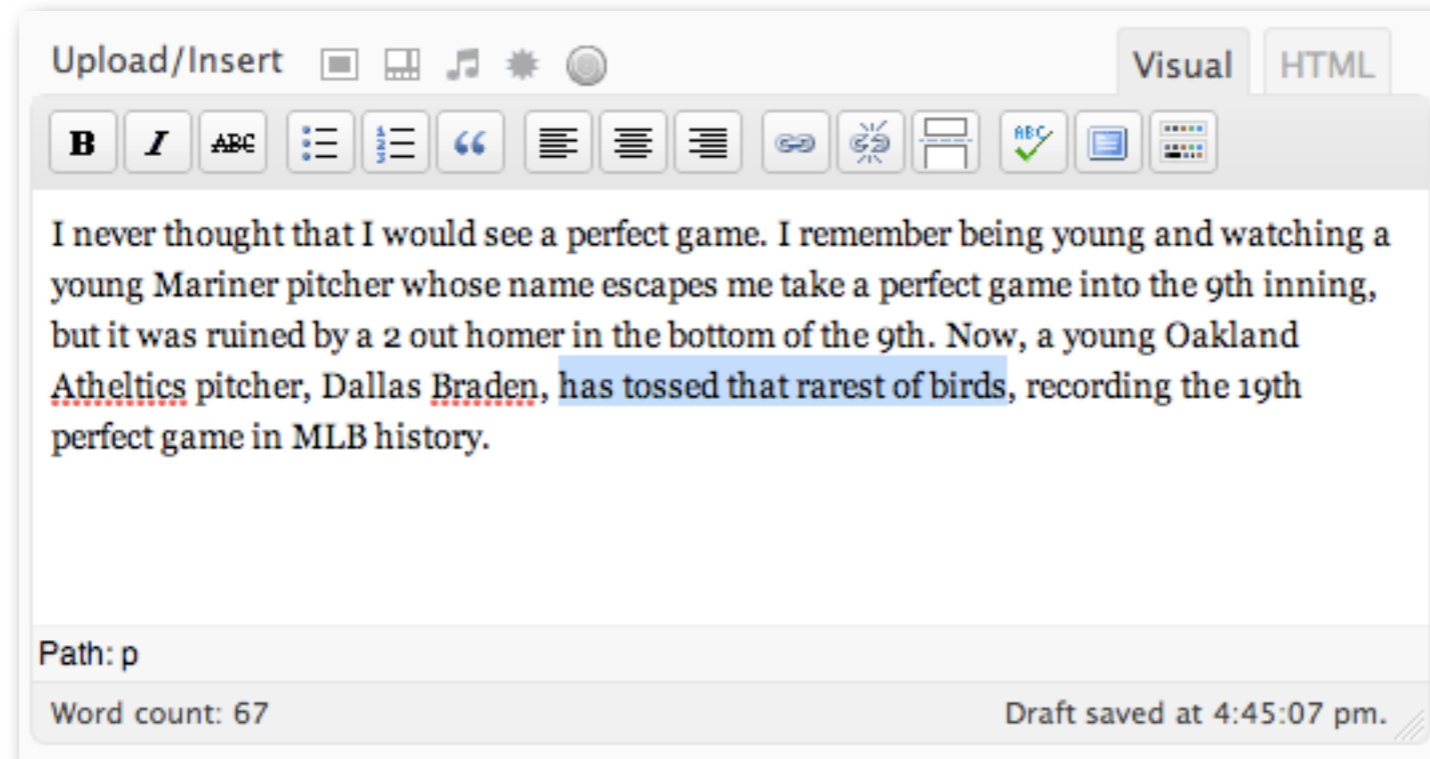 Upload/Insert
Visual
HTML
B I ABC ABC
I never thought that I would see a perfect game. I remember being young and watching a
young Mariner pitcher whose name escapes me take a perfect game into the 9th inning,
but it was ruined by a 2 out homer in the bottom of the 9th. Now, a young Oakland
Atheltics pitcher, Dallas Braden, has tossed that rarest of birds, recording the 19th
perfect game in MLB history.
Path: p
Word count: 67
Draft saved at 4:45:07 pm.